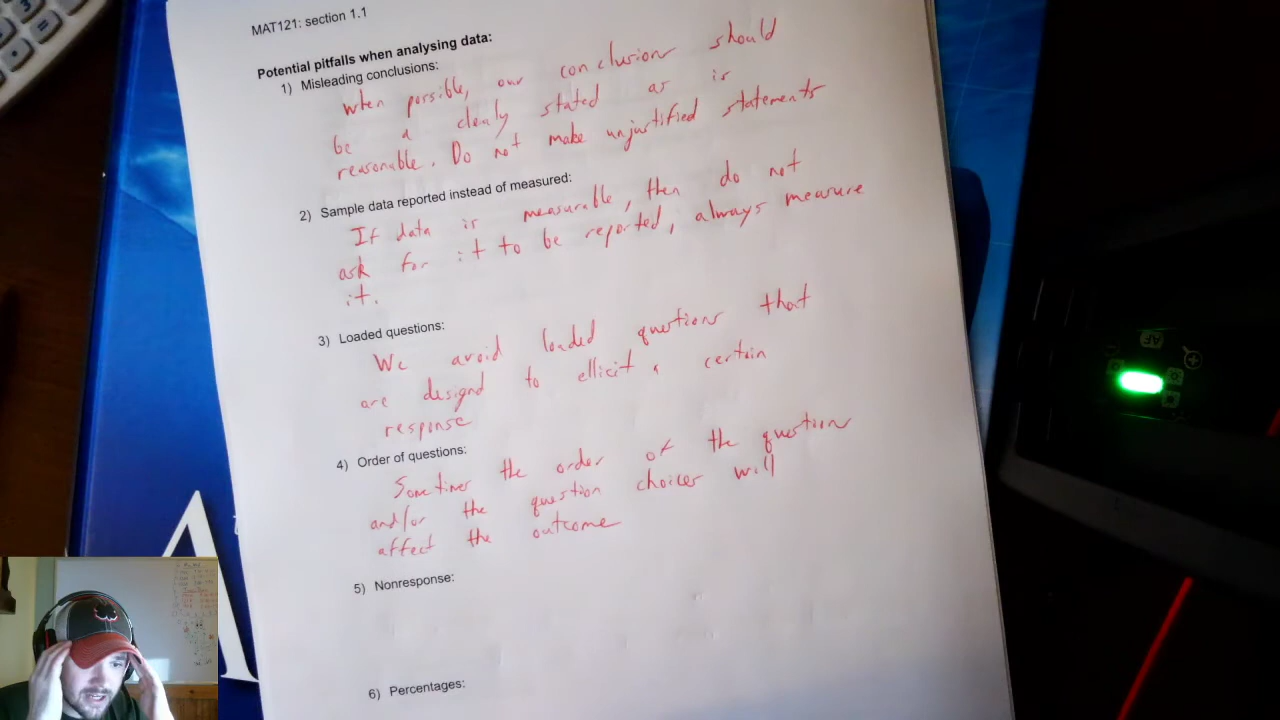 MAT121: section 1.1
Potential pitfalls when analysing data:
1) Misleading conclusions:
When possible, our conclusion should
be a clearly stated as is
reasonable. Do not make unjustified statements
2) Sample data reported instead of measured:
If data is measurable, then do not
ask for it to be reported, always measure
it.
3) Loaded questions:
We avoid loaded questions that
are designd to ellicit a certain
response
4) Order of questions:
Sometimes the order of the question
and/or the question choices will
affect the outcome
5) Nonresponse:
6) Percentages:
AF